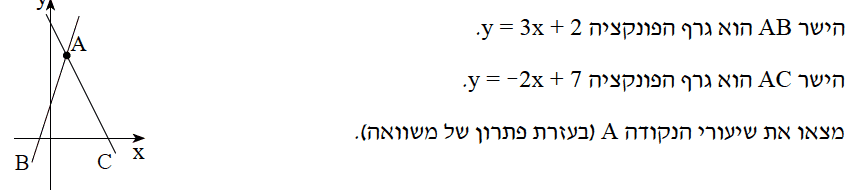 הישר AB הוא גרף הפונקציה y = 3x + 2.
הישר AC הוא גרף הפונקציה y = −2x + 7.
מצאו את שיעורי הנקודה A (בעזרת פתרון של משוואה).
y
A
x
B
C